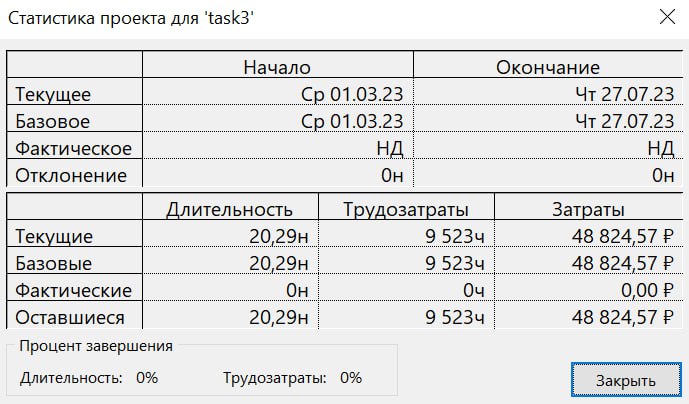 Статистика проекта для 'task3'
Начало Окончание
Текущее Ср 01.03.23 Чт 27.07.23
Базовое Ср 01.03.23 Чт 27.07.23
Фактическое НД НД
Отклонение 0н 0н
Длительность Трудозатраты Затраты
Текущие 20,29н 9 523ч 48 824,57 ₽
Базовые 20,29н 9 523ч 48 824,57 ₽
Фактические 0н 0ч 0,00 ₽
Оставшиеся 20,29н 9 523ч 48 824,57 ₽
Процент завершения
Длительность: 0% Трудозатраты: 0%
Закрыть